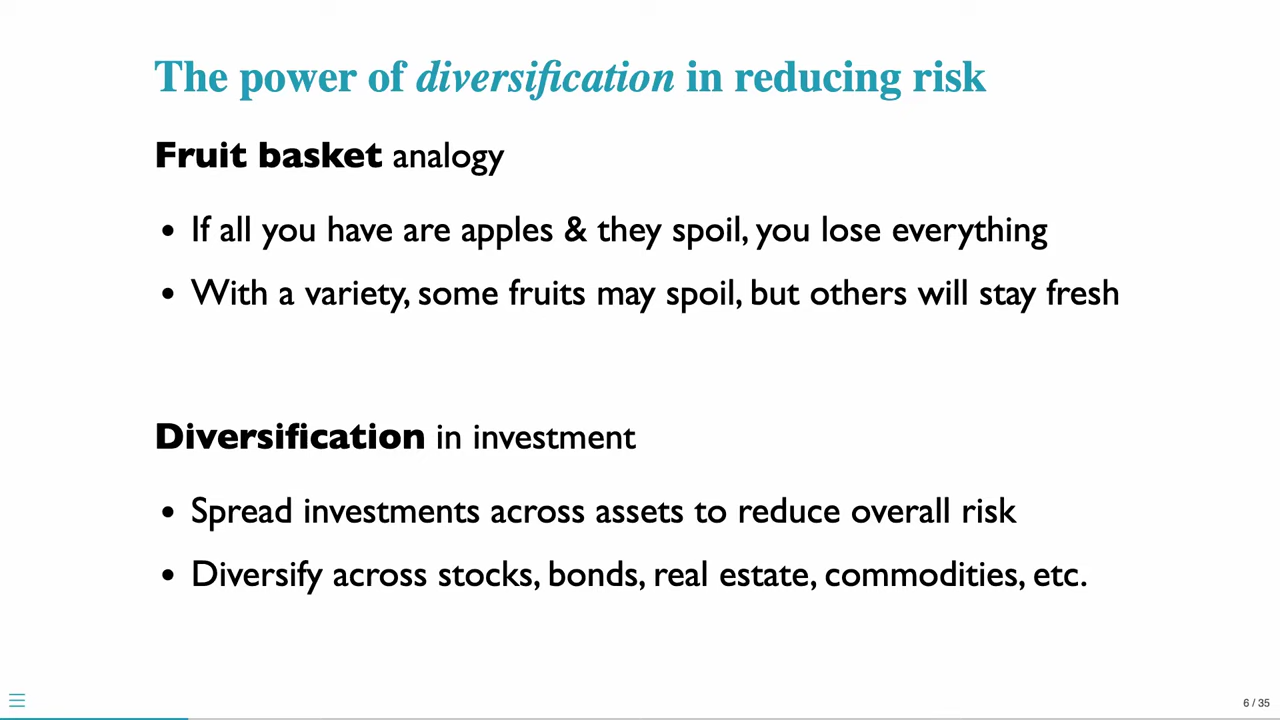 The power of diversification in reducing risk
Fruit basket analogy
• If all you have are apples & they spoil, you lose everything
• With a variety, some fruits may spoil, but others will stay fresh
Diversification in investment
• Spread investments across assets to reduce overall risk
• Diversify across stocks, bonds, real estate, commodities, etc.
6 / 35